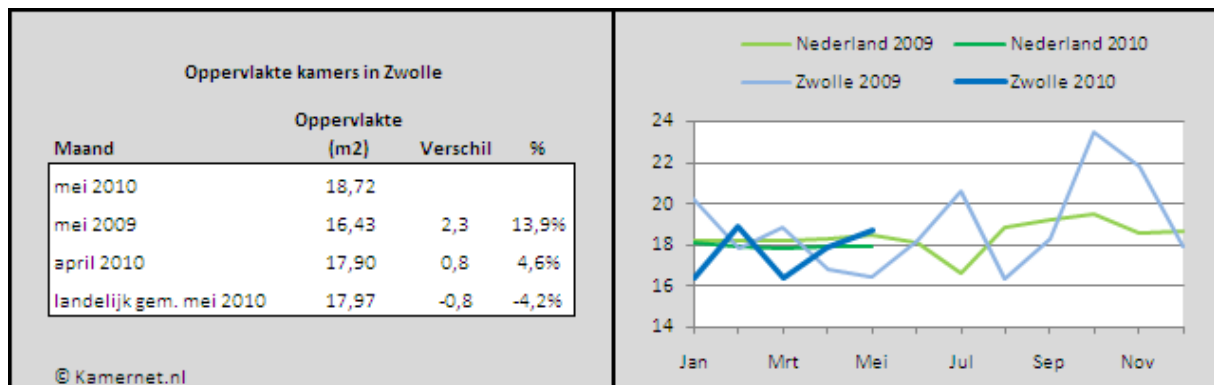 Oppervlakte kamers in Zwolle
Oppervlakte
Maand (m2) Verschil %
mei 2010 18,72
mei 2009 16,43 2,3 13,9%
april 2010 17,90 0,8 4,6%
landelijk gem. mei 2010 17,97 -0,8 -4,2%
© Kamernet.nl
Nederland 2009 Nederland 2010
Zwolle 2009 Zwolle 2010
24
22
20
18
16
14
Jan Mrt Mei Jul Sep Nov